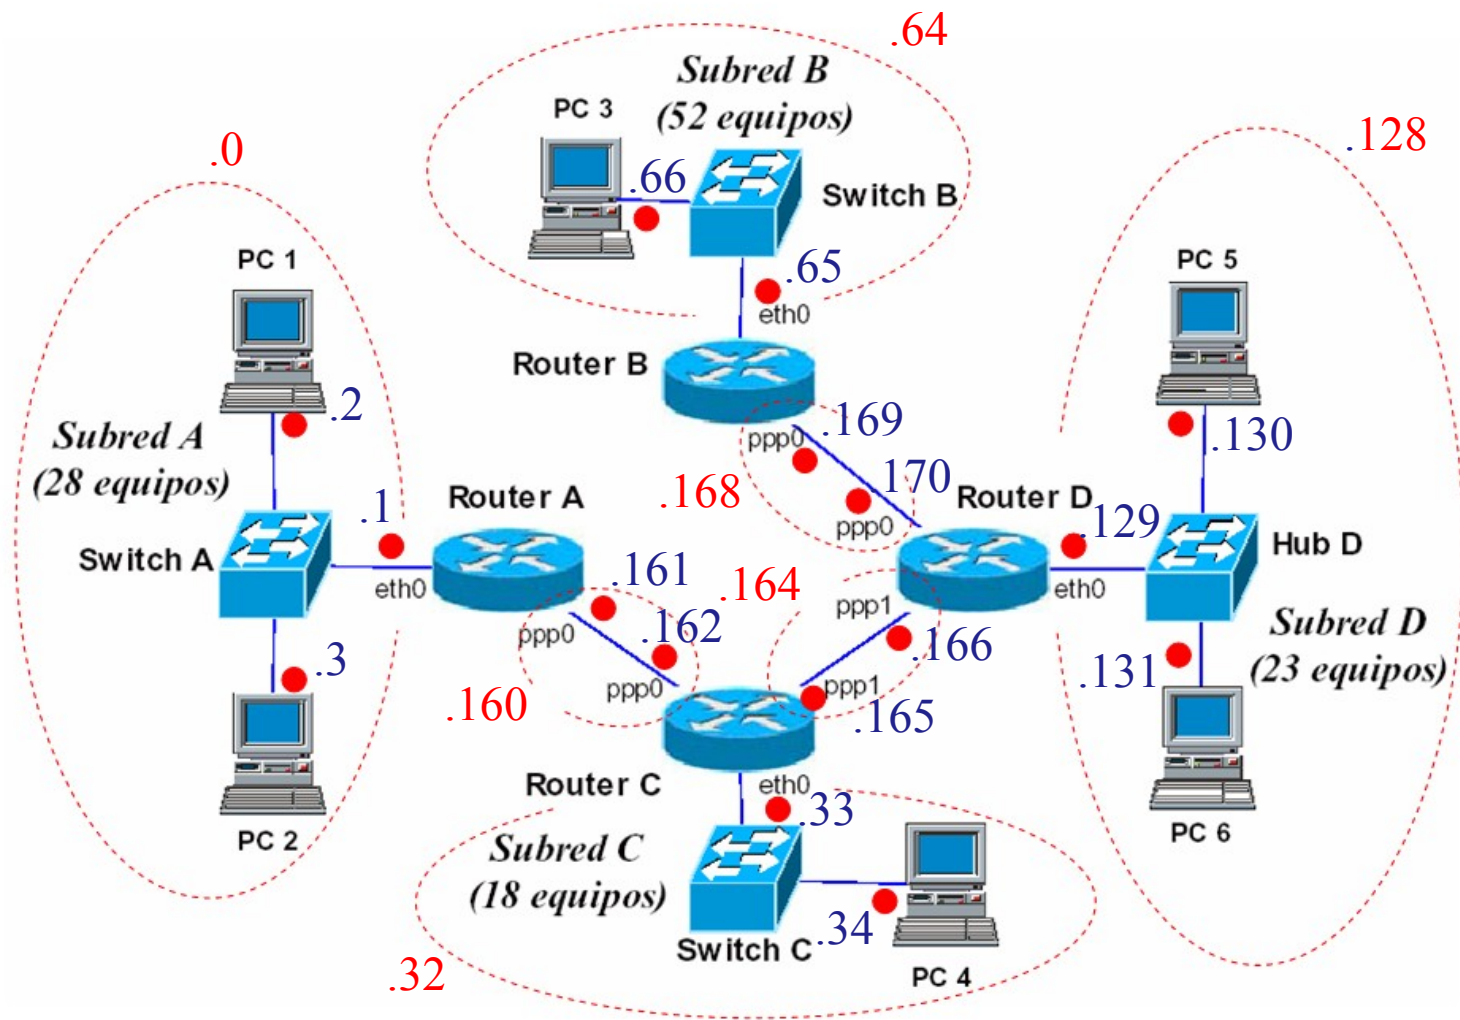 .64
Subred B
(52 equipos)
PC 3
.128
.0
.66
Switch B
PC 1
.65
PC 5
eth0
Router B
.2
.169
.130
Subred A
(28 equipos)
ppp0
170
.168
Router A
Router D
.1
ppp0
.129
Hub D
Switch A
eth0
.161
.164
eth0
ppp1
.162
ppp0
.166
Subred D
(23 equipos)
.3
ppp0
ppp1
.131
.160
.165
Router C
eth0
.33
PC 2
PC 6
Subred C
(18 equipos)
.34
Switch C
.32
PC 4